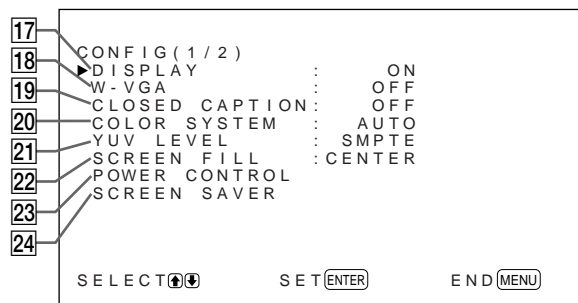 CONFIG(1/2)
17 ▶DISPLAY : ON
18 W-VGA : OFF
19 CLOSED CAPTION: OFF
20 COLOR SYSTEM : AUTO
21 YUV LEVEL : SMPTE
22 SCREEN FILL :CENTER
23 POWER CONTROL
24 SCREEN SAVER
SELECT↑↓ SET ENTER END MENU